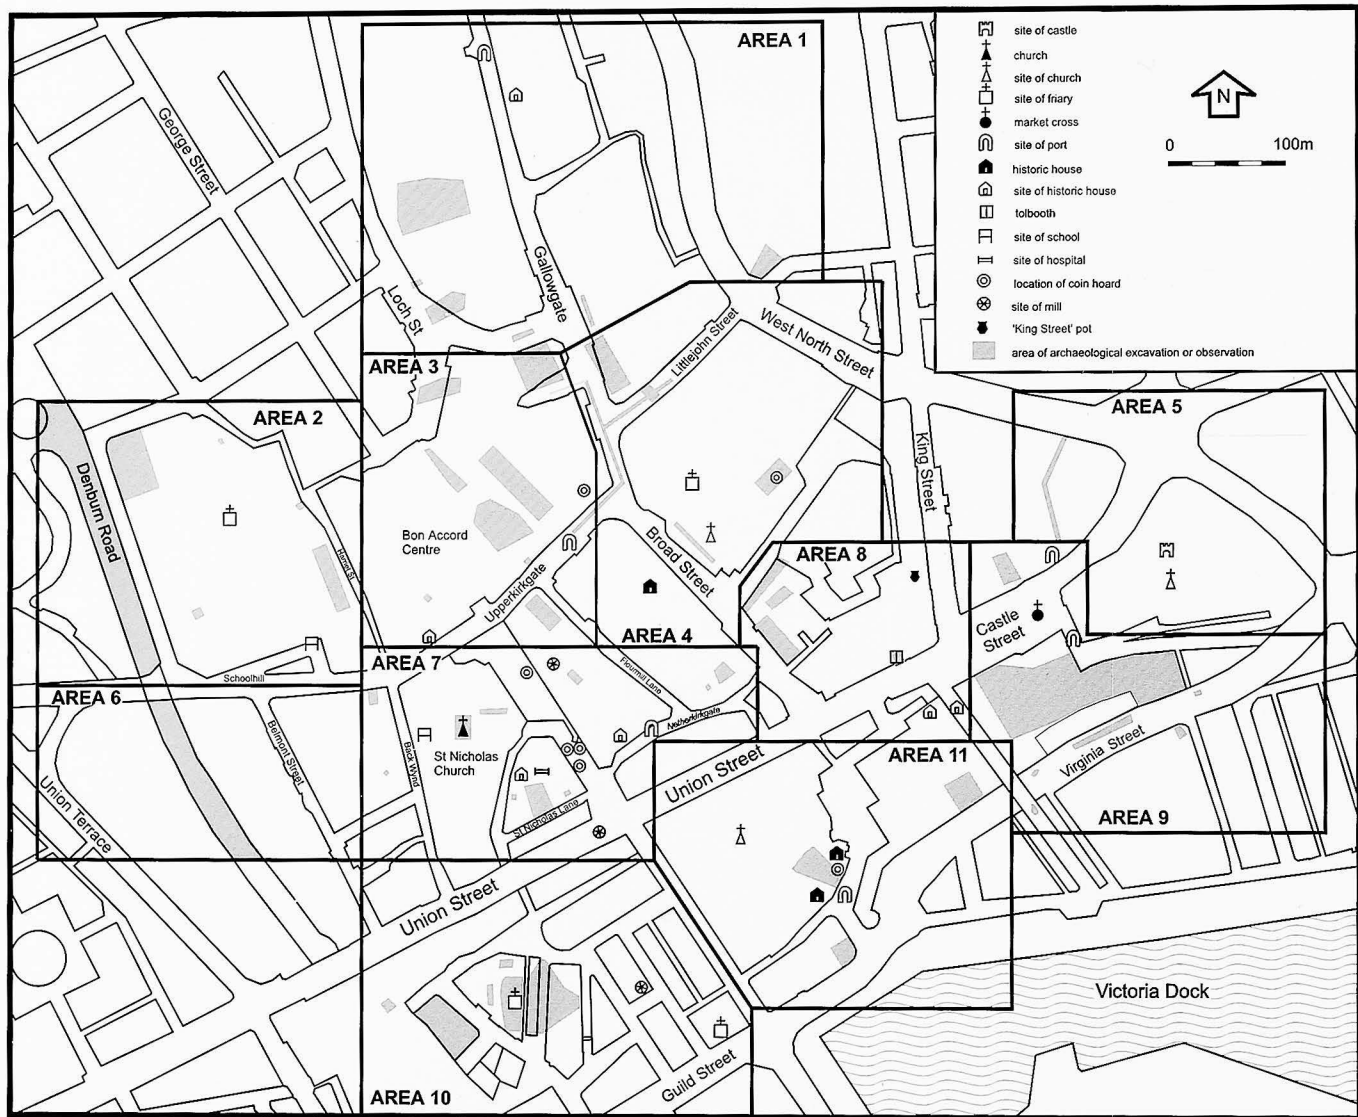 AREA 1
site of castle
church
site of church
site of friary
market cross
site of port
historic house
site of historic house
tolbooth
site of school
site of hospital
location of coin hoard
site of mill
'King Street' pot
area of archaeological excavation or observation
N
0 100m
George Street
Gallowgate
Loch St
Littlejohn Street
West North Street
AREA 3
AREA 2
AREA 5
Denburn Road
King Street
Bon Accord
Centre
Harriet St
Upperkirkgate
Broad Street
AREA 8
Castle
Street
AREA 4
Flourmill Lane
AREA 7
Schoolhill
AREA 6
Belmont Street
Back Wynd
St Nicholas
Church
Netherkirkgate
Union Terrace
St Nicholas Lane
Union Street
AREA 11
Virginia Street
AREA 9
Union Street
Victoria Dock
Guild Street
AREA 10